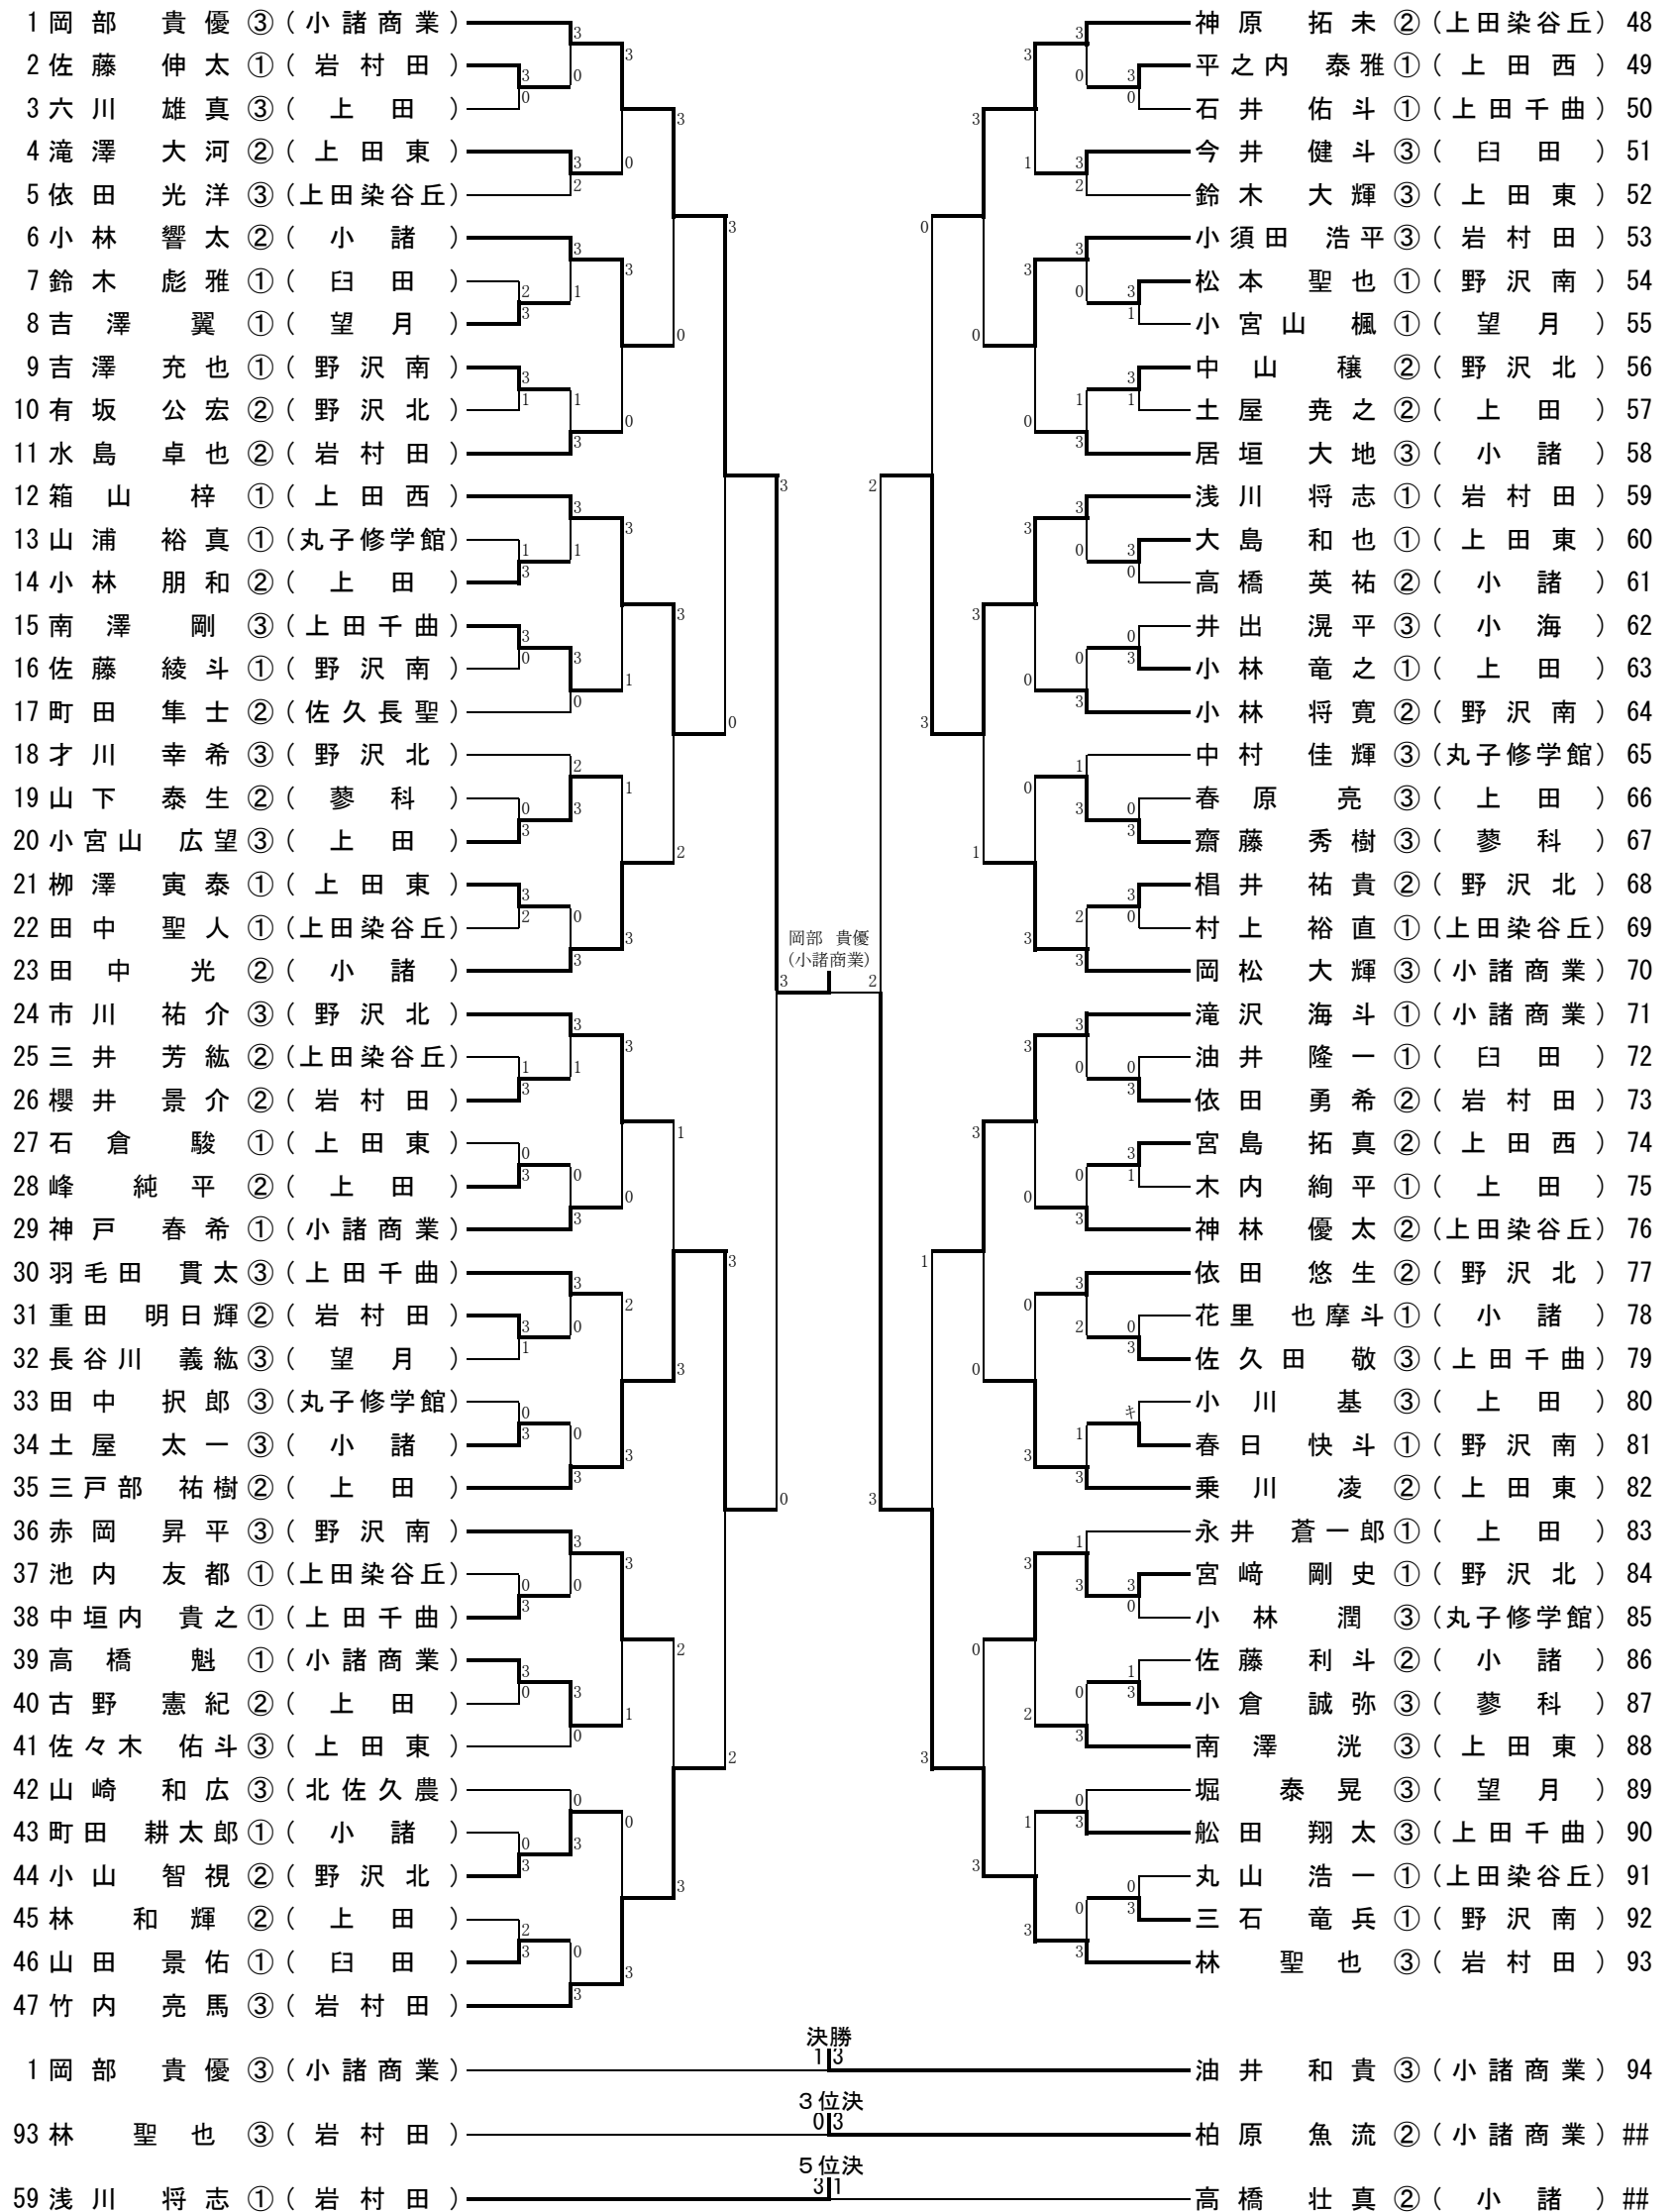 1 岡部 貴優 ③ (小諸商業)
2 佐藤 伸太 ① (岩村田)
3 六川 雄真 ③ (上田)
4 滝澤 大河 ② (上田東)
5 依田 光洋 ③ (上田染谷丘)
6 小林 響太 ② (小諸)
7 鈴木 彪雅 ① (臼田)
8 吉澤 翼 ① (望月)
9 吉澤 充也 ① (野沢南)
10 有坂 公宏 ② (野沢北)
11 水島 卓也 ② (岩村田)
12 箱山 梓 ① (上田西)
13 山浦 裕真 ① (丸子修学館)
14 小林 朋和 ② (上田)
15 南澤 剛 ③ (上田千曲)
16 佐藤 綾斗 ① (野沢南)
17 町田 隼士 ② (佐久長聖)
18 才川 幸希 ③ (野沢北)
19 山下 泰生 ② (蓼科)
20 小宮山 広望 ③ (上田)
21 栁澤 寅泰 ① (上田東)
22 田中 聖人 ① (上田染谷丘)
23 田中 光 ② (小諸)
24 市川 祐介 ③ (野沢北)
25 三井 芳紘 ② (上田染谷丘)
26 櫻井 景介 ② (岩村田)
27 石倉 駿 ① (上田東)
28 峰 純平 ② (上田)
29 神戸 春希 ① (小諸商業)
30 羽毛田 貫太 ③ (上田千曲)
31 重田 明日輝 ② (岩村田)
32 長谷川 義紘 ③ (望月)
33 田中 択郎 ③ (丸子修学館)
34 土屋 太一 ③ (小諸)
35 三戸部 祐樹 ② (上田)
36 赤岡 昇平 ③ (野沢南)
37 池内 友都 ① (上田染谷丘)
38 中垣内 貴之 ① (上田千曲)
39 高橋 魁 ① (小諸商業)
40 古野 憲紀 ② (上田)
41 佐々木 佑斗 ③ (上田東)
42 山崎 和広 ③ (北佐久農)
43 町田 耕太郎 ① (小諸)
44 小山 智視 ② (野沢北)
45 林 和輝 ② (上田)
46 山田 景佑 ① (臼田)
47 竹内 亮馬 ③ (岩村田)
岡部 貴優
(小諸商業)
3 2
神原 拓未 ② (上田染谷丘) 48
平之内 泰雅 ① (上田西) 49
石井 佑斗 ① (上田千曲) 50
今井 健斗 ③ (臼田) 51
鈴木 大輝 ③ (上田東) 52
小須田 浩平 ③ (岩村田) 53
松本 聖也 ① (野沢南) 54
小宮山 楓 ① (望月) 55
中山 穣 ② (野沢北) 56
土屋 尭之 ② (上田) 57
居垣 大地 ③ (小諸) 58
浅川 将志 ① (岩村田) 59
大島 和也 ① (上田東) 60
高橋 英祐 ② (小諸) 61
井出 滉平 ③ (小海) 62
小林 竜之 ① (上田) 63
小林 将寛 ② (野沢南) 64
中村 佳輝 ③ (丸子修学館) 65
春原 亮 ③ (上田) 66
齋藤 秀樹 ③ (蓼科) 67
椙井 祐貴 ② (野沢北) 68
村上 裕直 ① (上田染谷丘) 69
岡松 大輝 ③ (小諸商業) 70
滝沢 海斗 ① (小諸商業) 71
油井 隆一 ① (臼田) 72
依田 勇希 ② (岩村田) 73
宮島 拓真 ② (上田西) 74
木内 絢平 ① (上田) 75
神林 優太 ② (上田染谷丘) 76
依田 悠生 ② (野沢北) 77
花里 也摩斗 ① (小諸) 78
佐久田 敬 ③ (上田千曲) 79
小川 基 ③ (上田) 80
キ
春日 快斗 ① (野沢南) 81
乗川 凌 ② (上田東) 82
永井 蒼一郎 ① (上田) 83
宮﨑 剛史 ① (野沢北) 84
小林 潤 ③ (丸子修学館) 85
佐藤 利斗 ② (小諸) 86
小倉 誠弥 ③ (蓼科) 87
南澤 洸 ③ (上田東) 88
堀 泰晃 ③ (望月) 89
舩田 翔太 ③ (上田千曲) 90
丸山 浩一 ① (上田染谷丘) 91
三石 竜兵 ① (野沢南) 92
林 聖也 ③ (岩村田) 93
決勝
1 岡部 貴優 ③ (小諸商業) 1 3 油井 和貴 ③ (小諸商業) 94
３位決
93 林 聖也 ③ (岩村田) 0 3 柏原 魚流 ② (小諸商業) ##
５位決
59 浅川 将志 ① (岩村田) 3 1 高橋 壮真 ② (小諸) ##